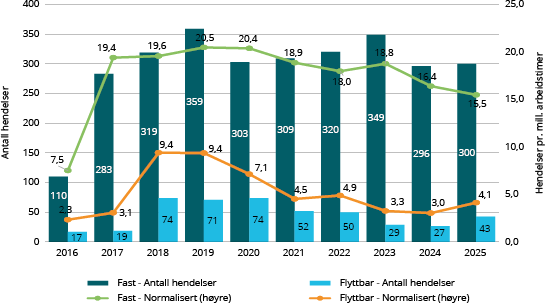 400
350
300
250
200
150
100
50
0
Antall hendelser
25,0
20,0
15,0
10,0
5,0
0,0
Hendelser pr. mill. arbeidstimer
7,5 19,4 19,6 20,5 20,4 18,9 18,0 18,8 16,4 15,5
110 283 319 359 303 309 320 349 296 300
2,3 3,1 9,4 9,4 7,1 4,5 4,9 3,3 3,0 4,1
17 19 74 71 74 52 50 29 27 43
2016 2017 2018 2019 2020 2021 2022 2023 2024 2025
Fast - Antall hendelser Flyttbar - Antall hendelser
Fast - Normalisert (høyre) Flyttbar - Normalisert (høyre)